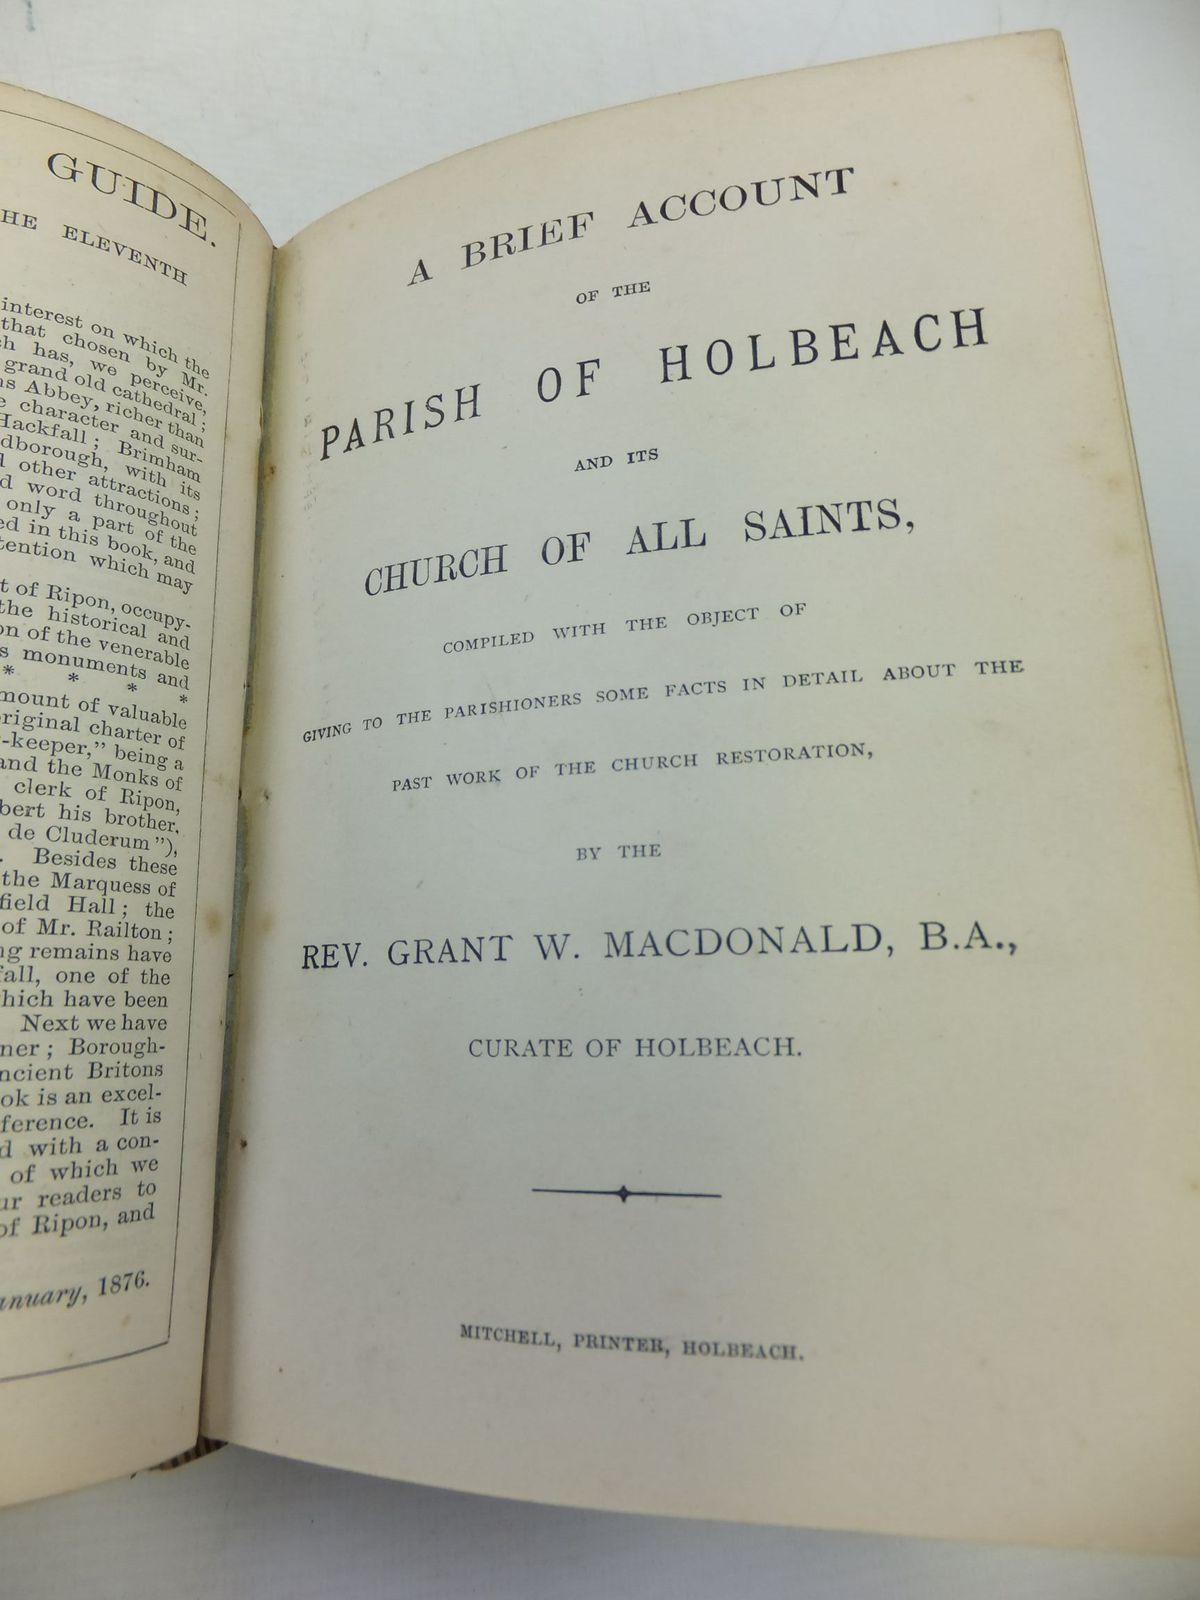 GUIDE.
HE ELEVENTH
interest on which the
that chosen by Mr.
has, we perceive,
grand old cathedral;
Abbey, richer than
character and sur-
Hackfall; Brimham
with its
other attractions;
word throughout
only a part of the
in this book, and
which may
of Ripon, occupy-
the historical and
of the venerable
monuments and
* * * *
mount of valuable
original charter of
-keeper," being a
and the Monks of
clerk of Ripon,
bert his brother,
de Cluderum"),
. Besides these
the Marquess of
field Hall; the
of Mr. Railton;
remains have
fall, one of the
which have been
Next we have
ner; Borough-
ncient Britons
ok is an excel-
ference. It is
d with a con-
of which we
ur readers to
of Ripon, and
anuary, 1876.
A BRIEF ACCOUNT
OF THE
PARISH OF HOLBEACH
AND ITS
CHURCH OF ALL SAINTS,
COMPILED WITH THE OBJECT OF
GIVING TO THE PARISHIONERS SOME FACTS IN DETAIL ABOUT THE
PAST WORK OF THE CHURCH RESTORATION,
BY THE
REV. GRANT W. MACDONALD, B.A.,
CURATE OF HOLBEACH.
MITCHELL, PRINTER, HOLBEACH.